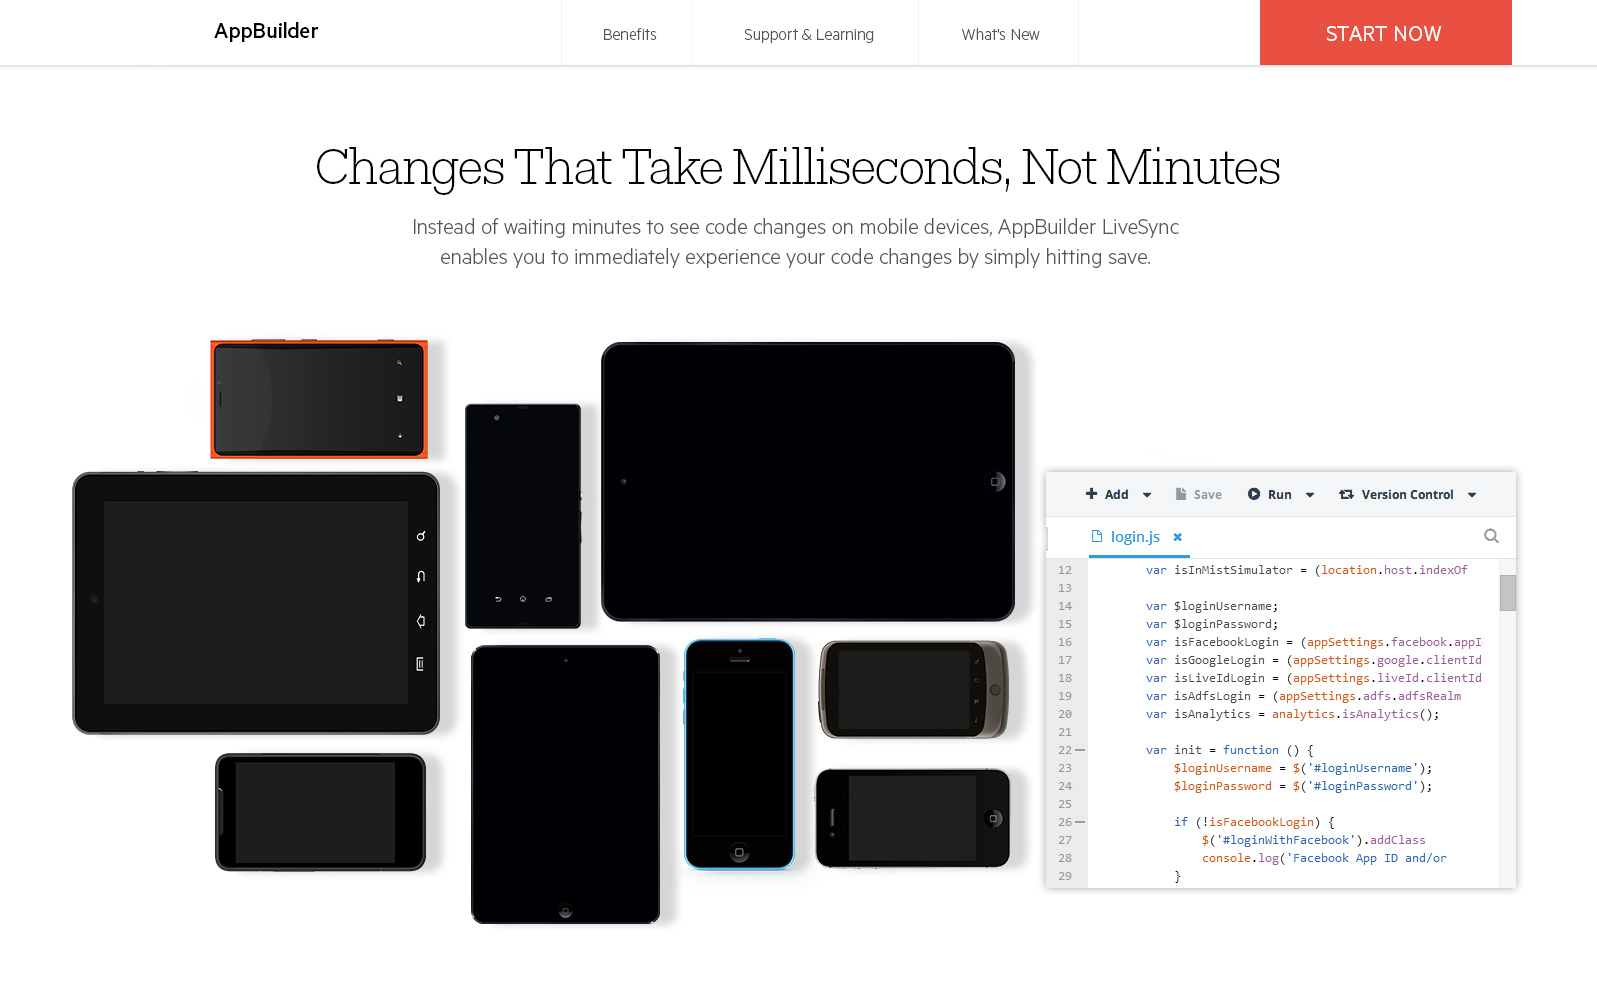 AppBuilder
Benefits
Support & Learning
What's New
START NOW
Changes That Take Milliseconds, Not Minutes
Instead of waiting minutes to see code changes on mobile devices, AppBuilder LiveSync
enables you to immediately experience your code changes by simply hitting save.
Add
Save
Run
Version Control
login.js
12 var isInMistSimulator = (location.host.indexOf
13
14 var $loginUsername;
15 var $loginPassword;
16 var isFacebookLogin = (appSettings.facebook.appI
17 var isGoogleLogin = (appSettings.google.clientId
18 var isLiveIdLogin = (appSettings.liveId.clientId
19 var isAdfsLogin = (appSettings.adfs.adfsRealm
20 var isAnalytics = analytics.isAnalytics();
21
22 var init = function () {
23 $loginUsername = $('#loginUsername');
24 $loginPassword = $('#loginPassword');
25
26 if (!isFacebookLogin) {
27 $('#loginWithFacebook').addClass
28 console.log('Facebook App ID and/or
29 }